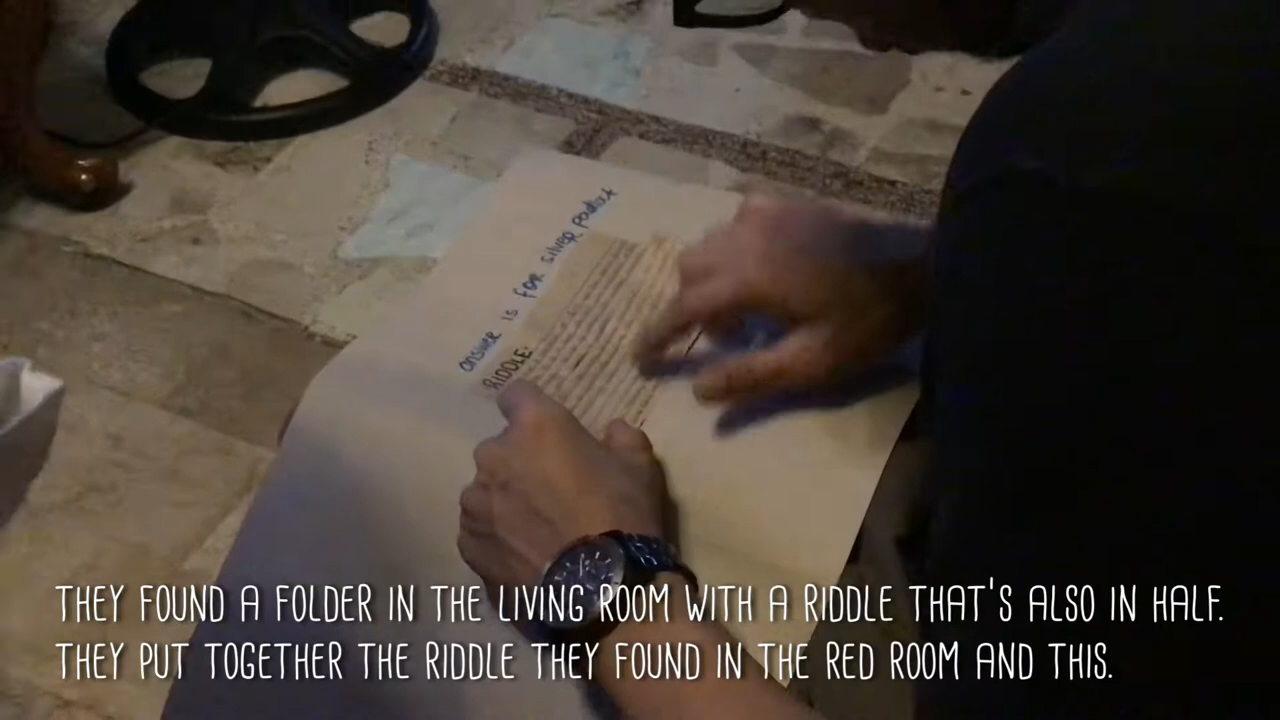 answer is for silver padlock
RIDDLE:
THEY FOUND A FOLDER IN THE LIVING ROOM WITH A RIDDLE THAT'S ALSO IN HALF.
THEY PUT TOGETHER THE RIDDLE THEY FOUND IN THE RED ROOM AND THIS.